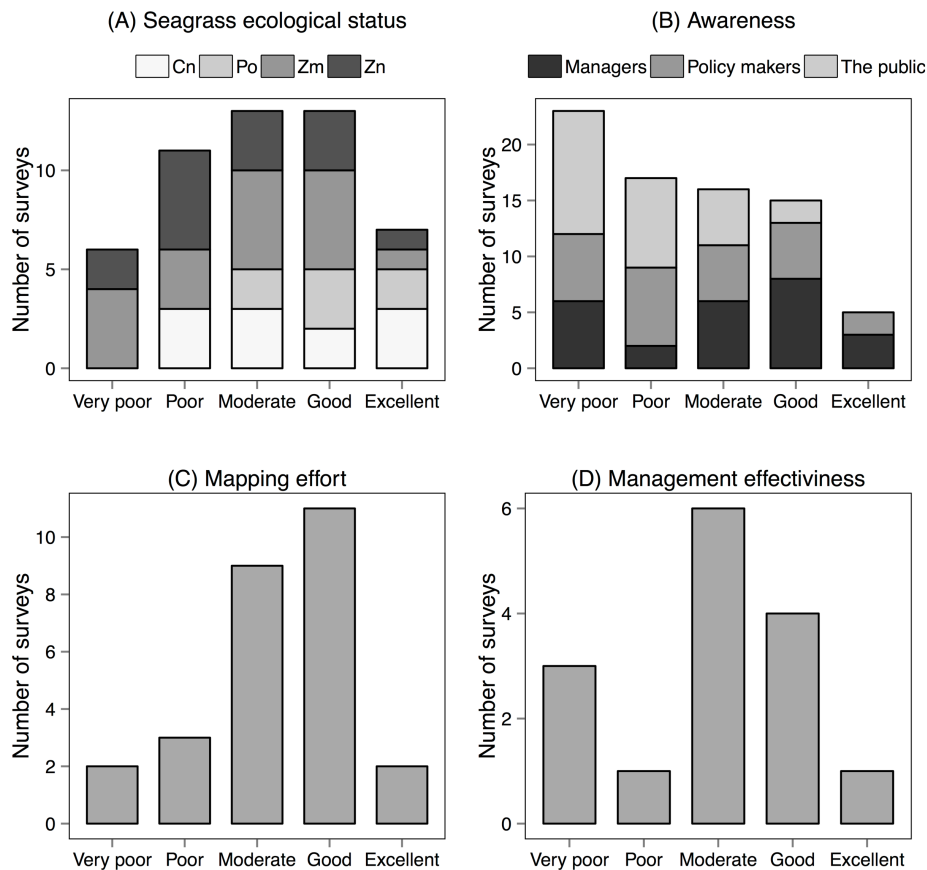 (A) Seagrass ecological status
Cn Po Zm Zn
Number of surveys
10
5
0
Very poor Poor Moderate Good Excellent
(B) Awareness
Managers Policy makers The public
Number of surveys
20
15
10
5
0
Very poor Poor Moderate Good Excellent
(C) Mapping effort
Number of surveys
10
8
6
4
2
0
Very poor Poor Moderate Good Excellent
(D) Management effectiviness
Number of surveys
6
4
2
0
Very poor Poor Moderate Good Excellent